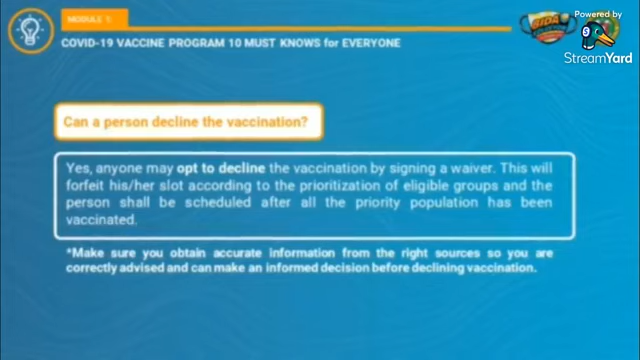 MODULE 1:
Powered by
BIDA
COVID-19 VACCINE PROGRAM 10 MUST KNOWS for EVERYONE
StreamYard
Can a person decline the vaccination?
Yes, anyone may opt to decline the vaccination by signing a waiver. This will
forfeit his/her slot according to the prioritization of eligible groups and the
person shall be scheduled after all the priority population has been
vaccinated.
*Make sure you obtain accurate information from the right sources so you are
correctly advised and can make an informed decision before declining vaccination.